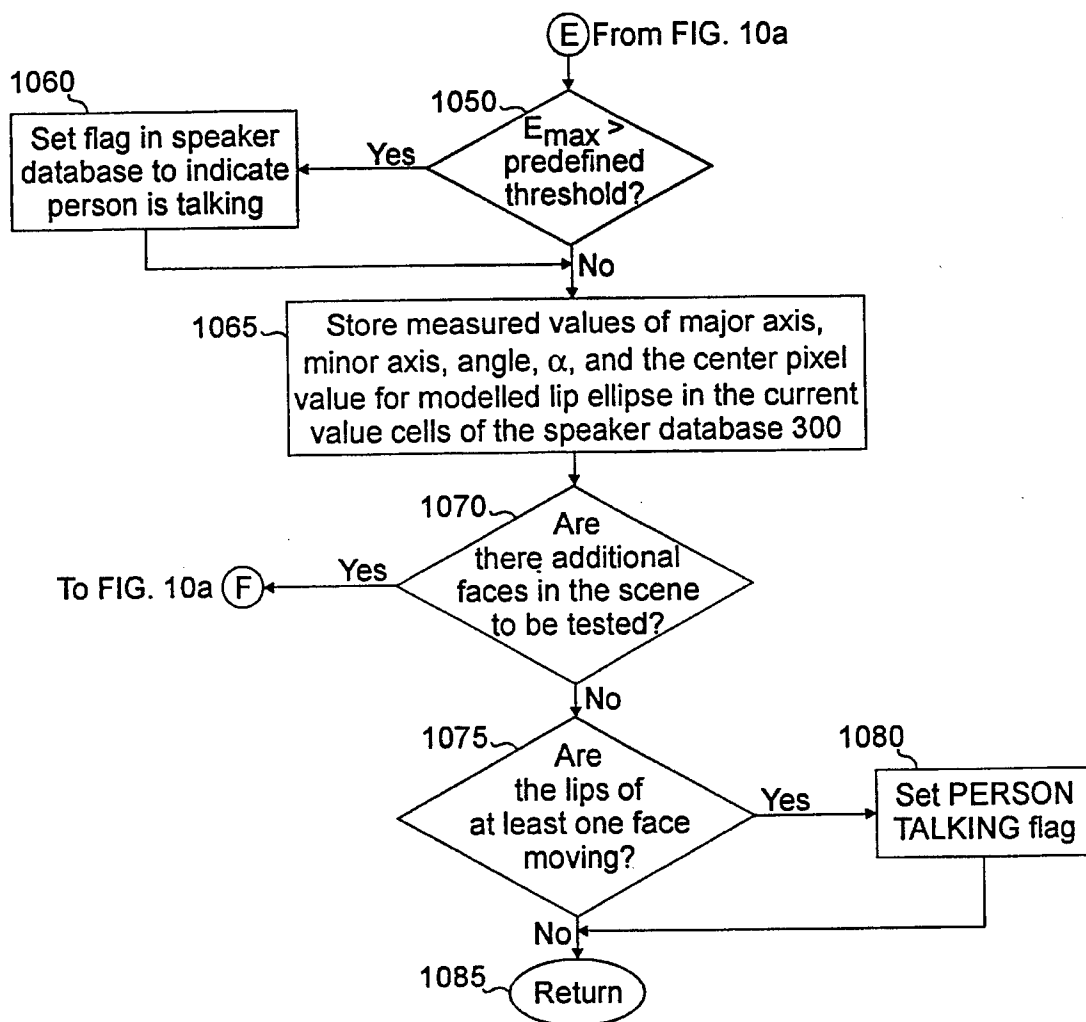 E From FIG. 10a
1060
1050
Set flag in speaker
database to indicate
person is talking
Yes
Emax >
predefined
threshold?
No
1065
Store measured values of major axis,
minor axis, angle, α, and the center pixel
value for modelled lip ellipse in the current
value cells of the speaker database 300
1070
Are
there additional
faces in the scene
to be tested?
Yes
To FIG. 10a F
No
1075
Are
the lips of
at least one face
moving?
Yes
1080
Set PERSON
TALKING flag
No
1085
Return